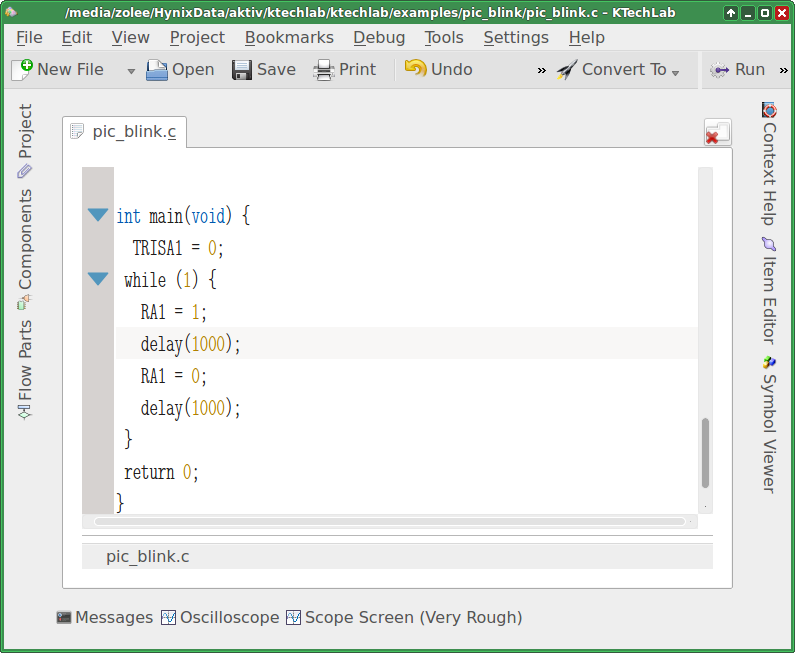 /media/zolee/HynixData/aktiv/ktechlab/ktechlab/examples/pic_blink/pic_blink.c – KTechLab
File Edit View Project Bookmarks Debug Tools Settings Help
New File Open Save Print Undo » Convert To Run »
Project
Components
Flow Parts
pic_blink.c
int main(void) {
TRISA1 = 0;
while (1) {
RA1 = 1;
delay(1000);
RA1 = 0;
delay(1000);
}
return 0;
}
pic_blink.c
Context Help
Item Editor
Symbol Viewer
Messages Oscilloscope Scope Screen (Very Rough)